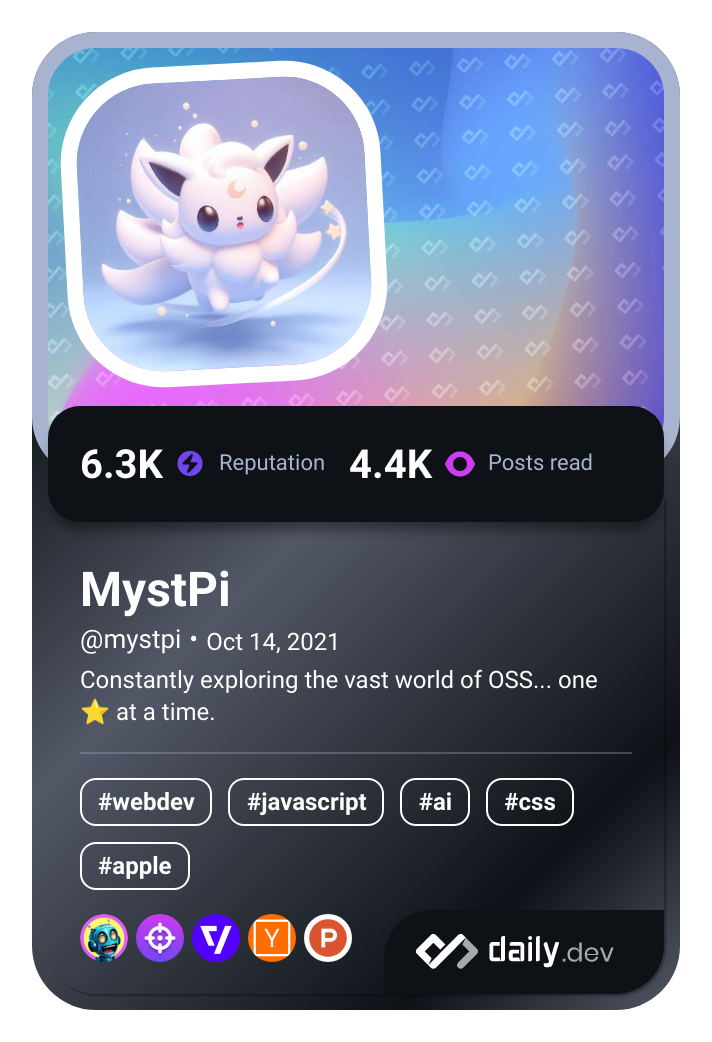 6.3K Reputation 4.4K Posts read
MystPi
@mystpi • Oct 14, 2021
Constantly exploring the vast world of OSS... one
⭐ at a time.
#webdev #javascript #ai #css
#apple
Y P
daily.dev